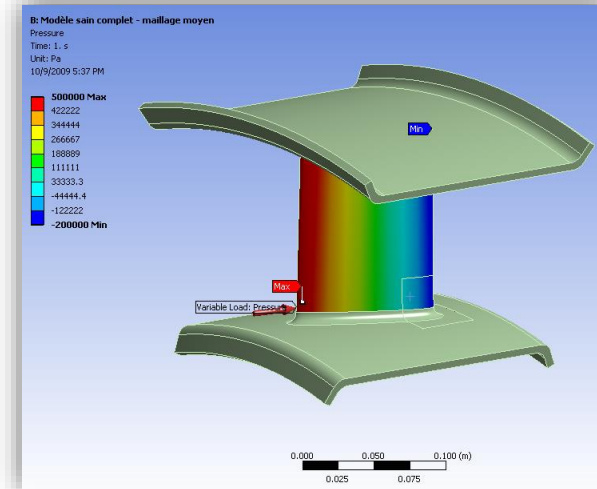 B: Modèle sain complet - maillage moyen
Pressure
Time: 1. s
Unit: Pa
10/9/2009 5:37 PM
500000 Max
422222
344444
266667
188889
111111
33333.3
-44444.4
-122222
-200000 Min
Min
Max
Variable Load: Pressure
0.000 0.050 0.100 (m)
0.025 0.075